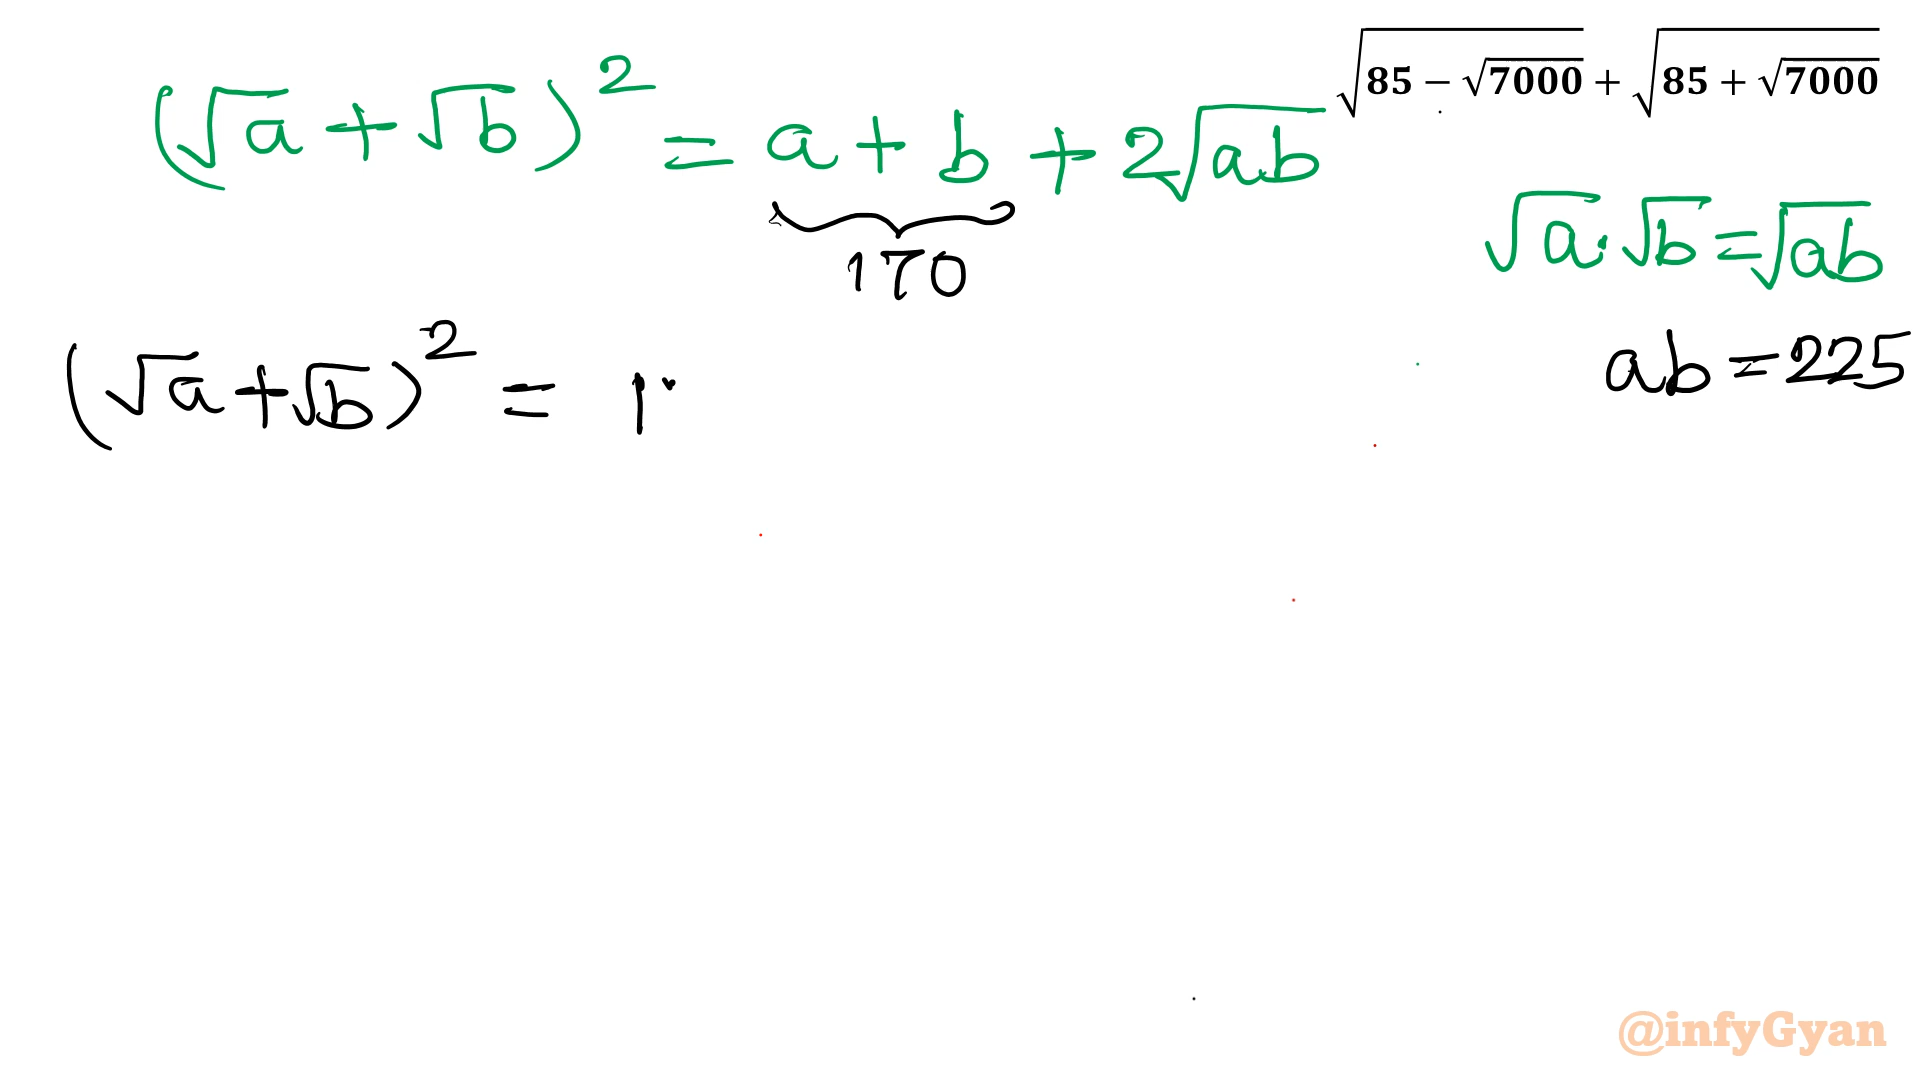 √(85 − √7000) + √(85 + √7000)
(√a + √b)² = a + b + 2√ab
170
√a · √b = √ab
ab = 225
(√a + √b)² = 1
@infyGyan